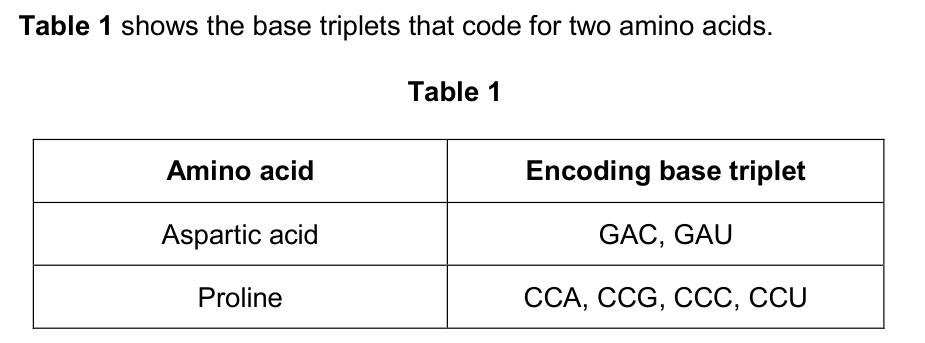 Table 1 shows the base triplets that code for two amino acids.
Table 1
Amino acid Encoding base triplet
Aspartic acid GAC, GAU
Proline CCA, CCG, CCC, CCU